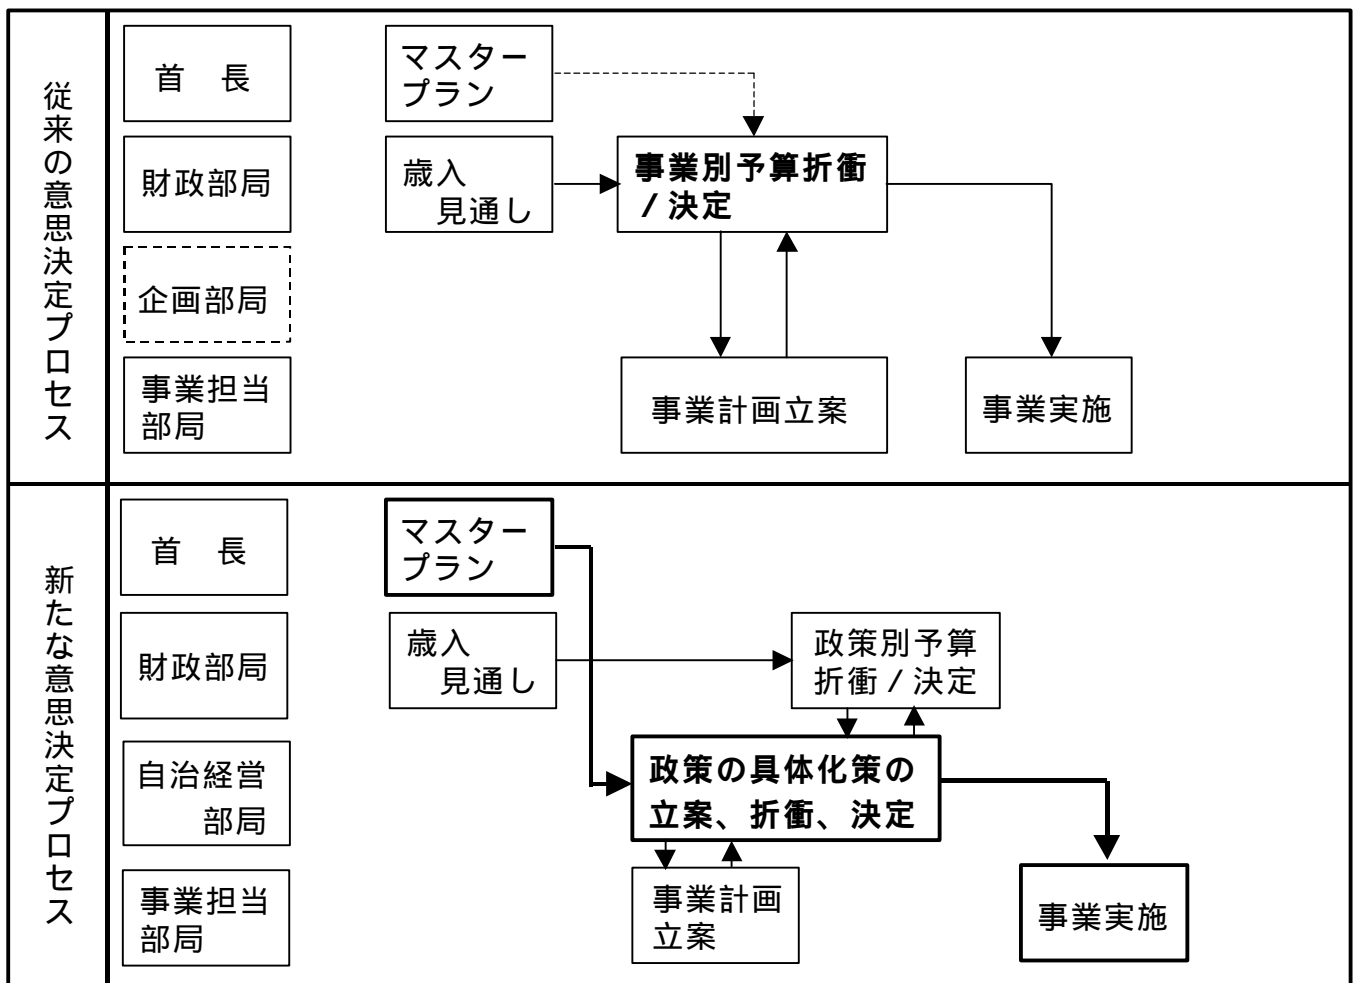 従来の意思決定プロセス
首　長
財政部局
企画部局
事業担当
部局
マスター
プラン
歳入
見通し
事業別予算折衝
/ 決定
事業計画立案
事業実施
新たな意思決定プロセス
首　長
財政部局
自治経営
部局
事業担当
部局
マスター
プラン
歳入
見通し
政策別予算
折衝 / 決定
政策の具体化策の
立案、折衝、決定
事業計画
立案
事業実施